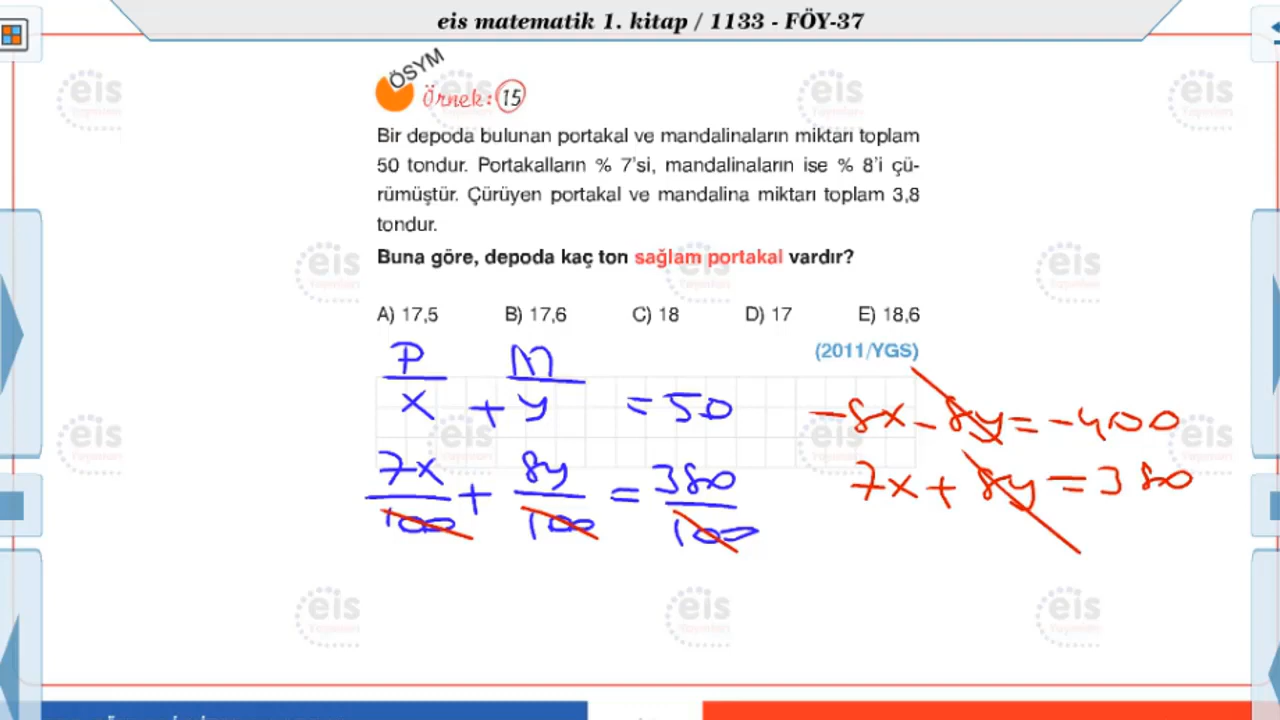 eis matematik 1. kitap / 1133 - FÖY-37
ÖSYM
Örnek: 15
Bir depoda bulunan portakal ve mandalinaların miktarı toplam
50 tondur. Portakalların % 7'si, mandalinaların ise % 8'i çü-
rümüştür. Çürüyen portakal ve mandalina miktarı toplam 3,8
tondur.
Buna göre, depoda kaç ton sağlam portakal vardır?
A) 17,5 B) 17,6 C) 18 D) 17 E) 18,6
(2011/YGS)
P M
x + y = 50
7x/100 + 8y/100 = 380/100
-8x - 8y = -400
7x + 8y = 380
eis Yayınları